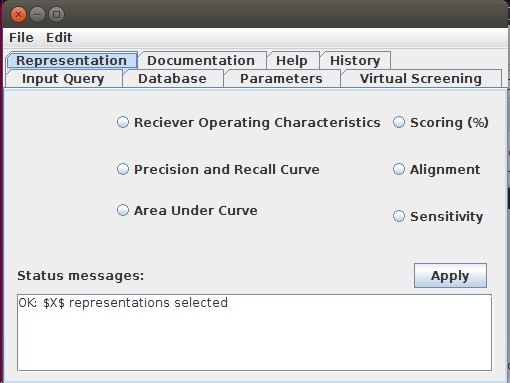 File Edit
Representation Documentation Help History
Input Query Database Parameters Virtual Screening
Reciever Operating Characteristics Scoring (%)
Precision and Recall Curve Alignment
Area Under Curve
Sensitivity
Status messages: Apply
OK: $X$ representations selected